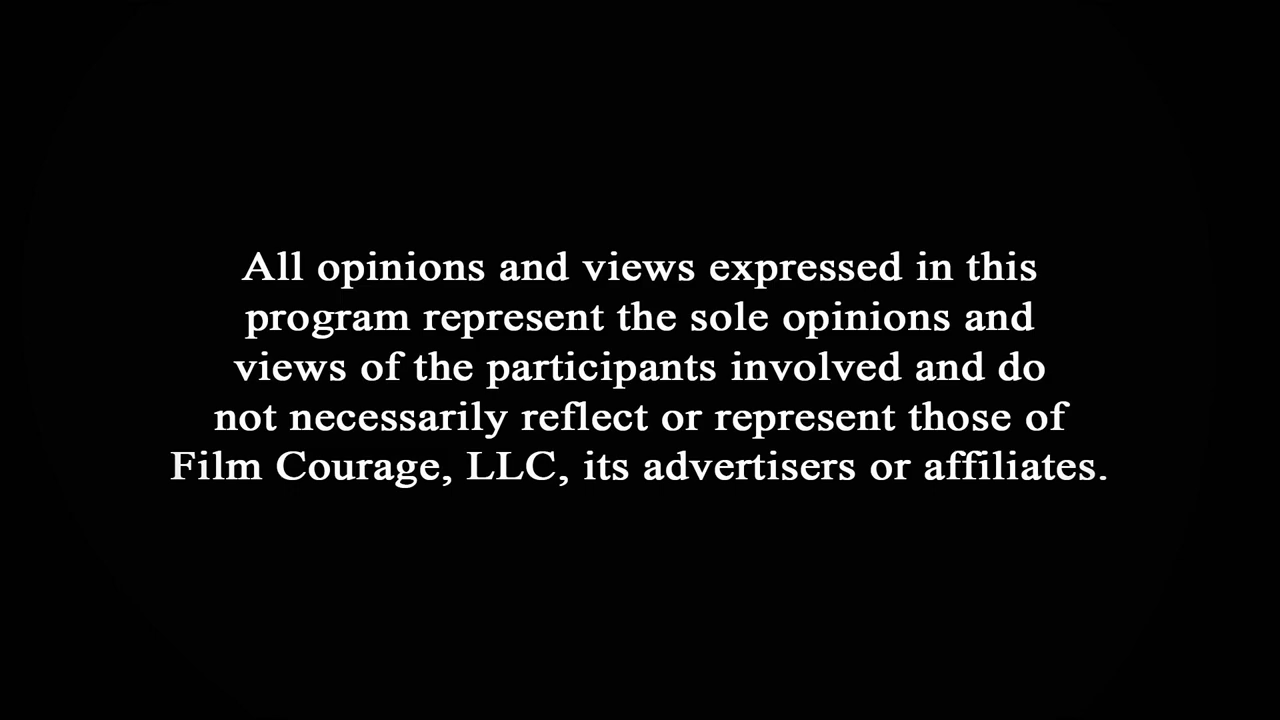 All opinions and views expressed in this
program represent the sole opinions and
views of the participants involved and do
not necessarily reflect or represent those of
Film Courage, LLC, its advertisers or affiliates.